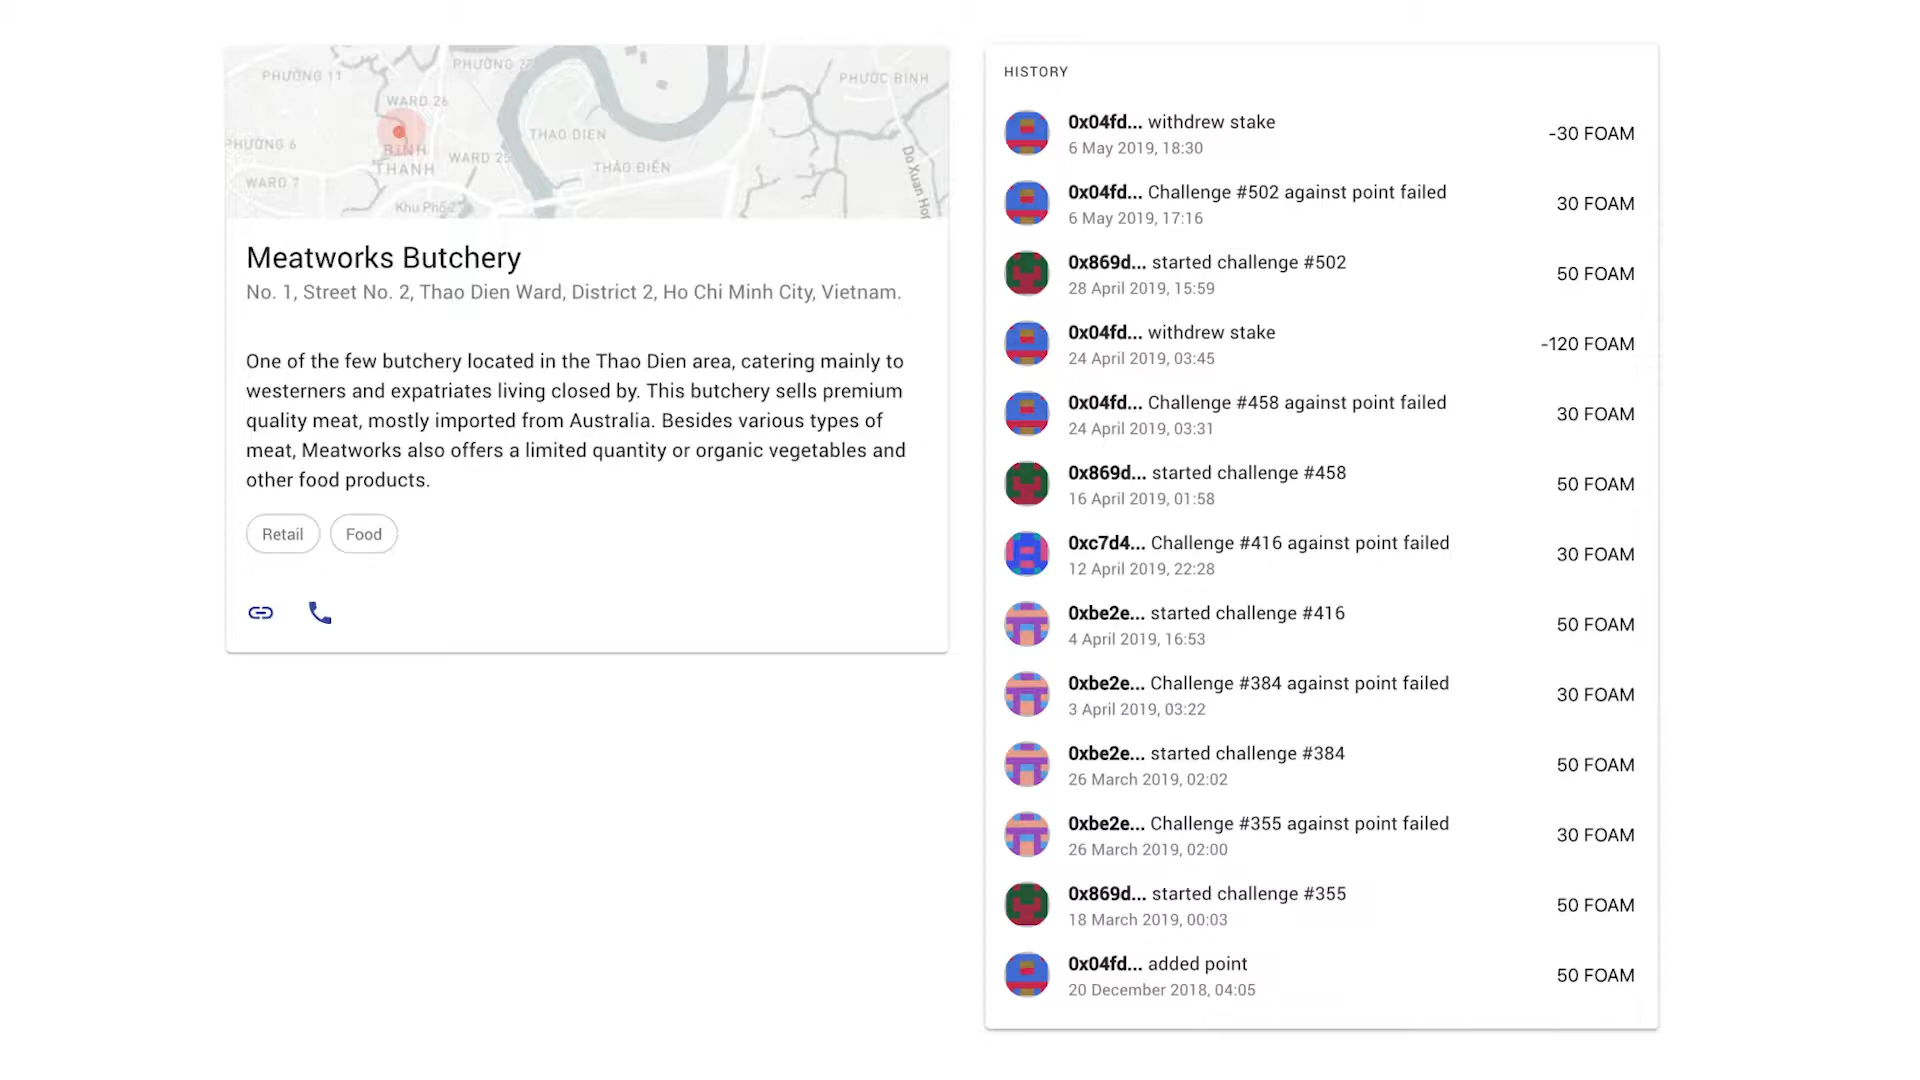 PHƯỜNG 11
PHƯỜNG 27
PHƯỚC BÌNH
WARD 26
THAO DIEN
PHƯỜNG 6
BÌNH
THANH
WARD 25
THẢO ĐIỀN
WARD 7
Khu Phố 2
Meatworks Butchery
No. 1, Street No. 2, Thao Dien Ward, District 2, Ho Chi Minh City, Vietnam.
One of the few butchery located in the Thao Dien area, catering mainly to
westerners and expatriates living closed by. This butchery sells premium
quality meat, mostly imported from Australia. Besides various types of
meat, Meatworks also offers a limited quantity or organic vegetables and
other food products.
Retail Food
HISTORY
0x04fd... withdrew stake -30 FOAM
6 May 2019, 18:30
0x04fd... Challenge #502 against point failed 30 FOAM
6 May 2019, 17:16
0x869d... started challenge #502 50 FOAM
28 April 2019, 15:59
0x04fd... withdrew stake -120 FOAM
24 April 2019, 03:45
0x04fd... Challenge #458 against point failed 30 FOAM
24 April 2019, 03:31
0x869d... started challenge #458 50 FOAM
16 April 2019, 01:58
0xc7d4... Challenge #416 against point failed 30 FOAM
12 April 2019, 22:28
0xbe2e... started challenge #416 50 FOAM
4 April 2019, 16:53
0xbe2e... Challenge #384 against point failed 30 FOAM
3 April 2019, 03:22
0xbe2e... started challenge #384 50 FOAM
26 March 2019, 02:02
0xbe2e... Challenge #355 against point failed 30 FOAM
26 March 2019, 02:00
0x869d... started challenge #355 50 FOAM
18 March 2019, 00:03
0x04fd... added point 50 FOAM
20 December 2018, 04:05